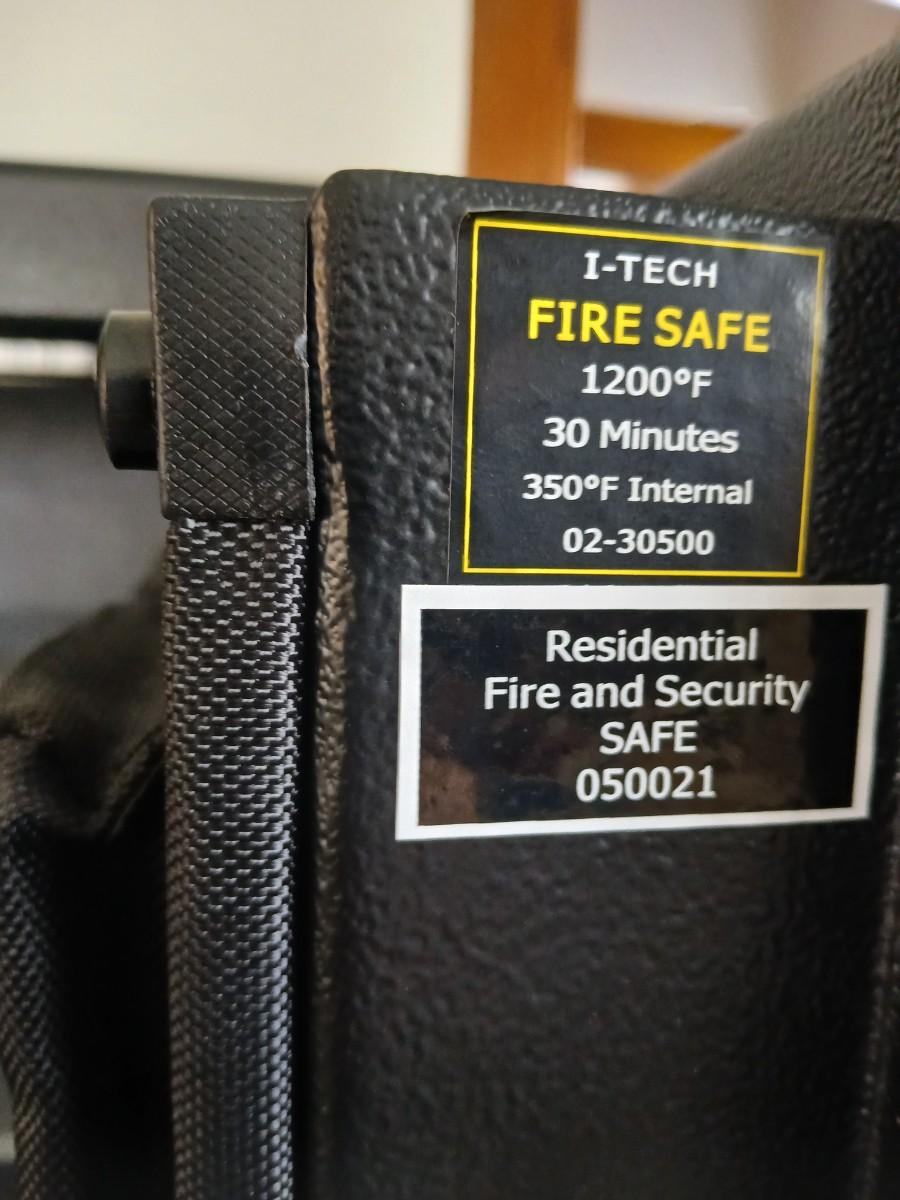 I-TECH
FIRE SAFE
1200°F
30 Minutes
350°F Internal
02-30500
Residential
Fire and Security
SAFE
050021